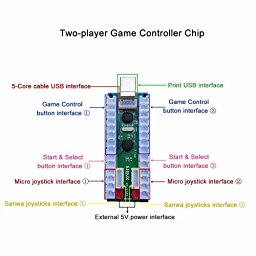 Two-player Game Controller Chip
5-Core cable USB interface
Print USB interface
Game Control
button interface ①
Game Control
button interface ②
Start & Select
button interface ①
Start & Select
button interface ②
Micro joystick interface ①
Micro joystick interface ②
Sanwa joysticks interface ①
Sanwa joysticks interface ②
External 5V power interface